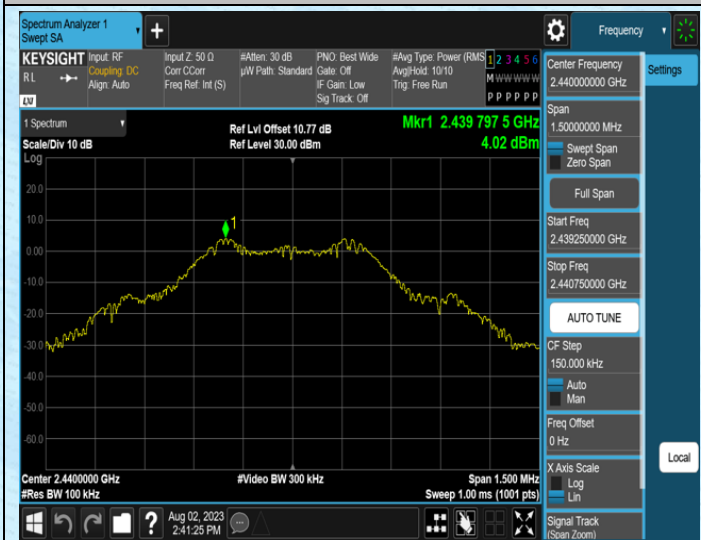 Spectrum Analyzer 1
Swept SA
+
Frequency
KEYSIGHT
RL
LXI
Input: RF
Coupling: DC
Align: Auto
Input Z: 50 Ω
Corr CCorr
Freq Ref: Int (S)
#Atten: 30 dB
µW Path: Standard
PNO: Best Wide
Gate: Off
IF Gain: Low
Sig Track: Off
#Avg Type: Power (RMS
Avg|Hold: 10/10
Trig: Free Run
1 2 3 4 5 6
M W W W W W
P P P P P P
Center Frequency
2.440000000 GHz
Settings
Span
1.50000000 MHz
Swept Span
Zero Span
Full Span
Start Freq
2.439250000 GHz
Stop Freq
2.440750000 GHz
AUTO TUNE
CF Step
150.000 kHz
Auto
Man
Freq Offset
0 Hz
X Axis Scale
Log
Lin
Signal Track
(Span Zoom)
Local
1 Spectrum
Scale/Div 10 dB
Log
Ref Lvl Offset 10.77 dB
Ref Level 30.00 dBm
Mkr1 2.439 797 5 GHz
4.02 dBm
1
20.0
10.0
0.00
-10.0
-20.0
-30.0
-40.0
-50.0
-60.0
Center 2.4400000 GHz
#Res BW 100 kHz
#Video BW 300 kHz
Span 1.500 MHz
Sweep 1.00 ms (1001 pts)
?
Aug 02, 2023
2:41:25 PM